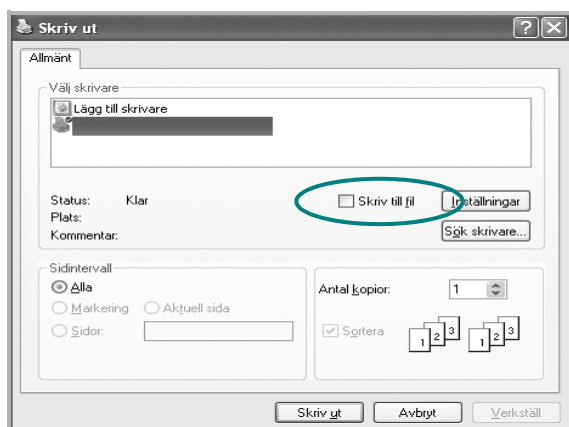 Skriv ut
Allmänt
Välj skrivare
Lägg till skrivare
Status: Klar
Skriv till fil
Inställningar
Plats:
Kommentar:
Sök skrivare...
Sidintervall
Alla
Markering Aktuell sida
Sidor:
Antal kopior: 1
Sortera
1 2 3 1 2 3
Skriv ut Avbryt Verkställ